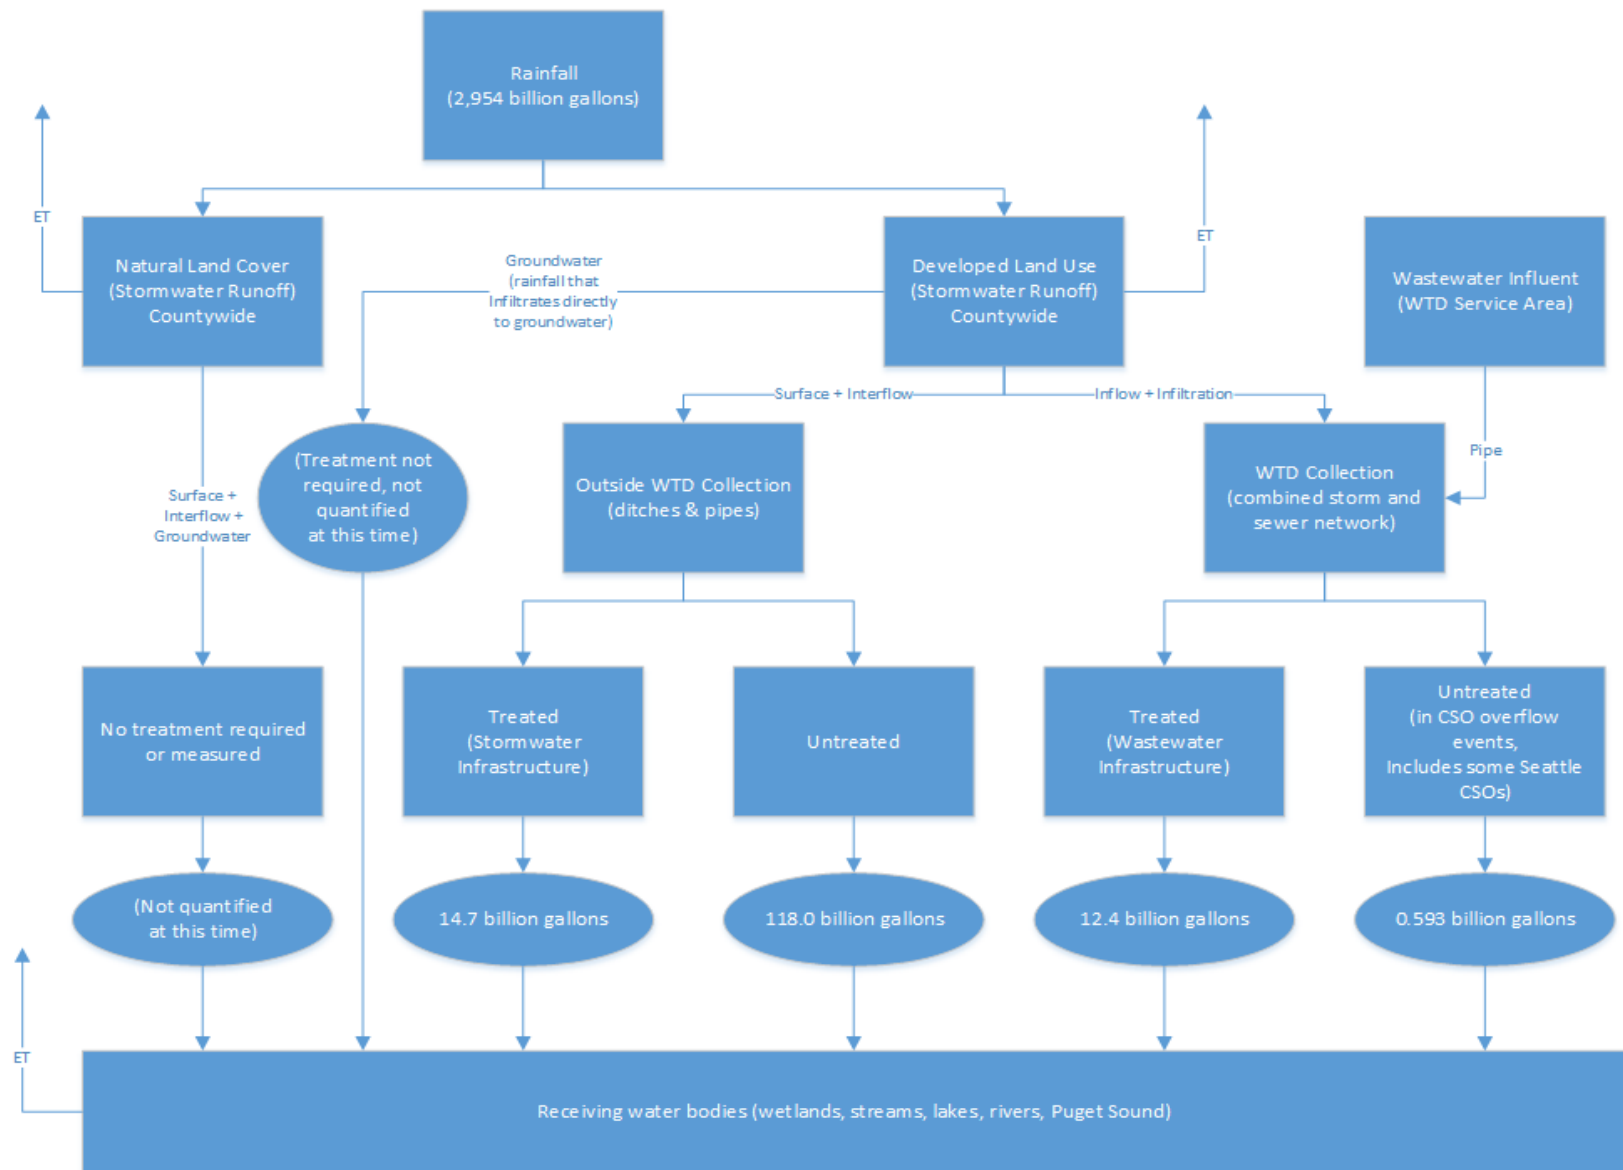 Rainfall
(2,954 billion gallons)
ET
Natural Land Cover
(Stormwater Runoff)
Countywide
Groundwater
(rainfall that
Infiltrates directly
to groundwater)
Developed Land Use
(Stormwater Runoff)
Countywide
ET
Wastewater Influent
(WTD Service Area)
Surface + Interflow
Inflow + Infiltration
Pipe
Surface +
Interflow +
Groundwater
(Treatment not
required, not
quantified
at this time)
Outside WTD Collection
(ditches & pipes)
WTD Collection
(combined storm and
sewer network)
No treatment required
or measured
Treated
(Stormwater
Infrastructure)
Untreated
Treated
(Wastewater
Infrastructure)
Untreated
(in CSO overflow
events,
Includes some Seattle
CSOs)
(Not quantified
at this time)
14.7 billion gallons
118.0 billion gallons
12.4 billion gallons
0.593 billion gallons
ET
Receiving water bodies (wetlands, streams, lakes, rivers, Puget Sound)